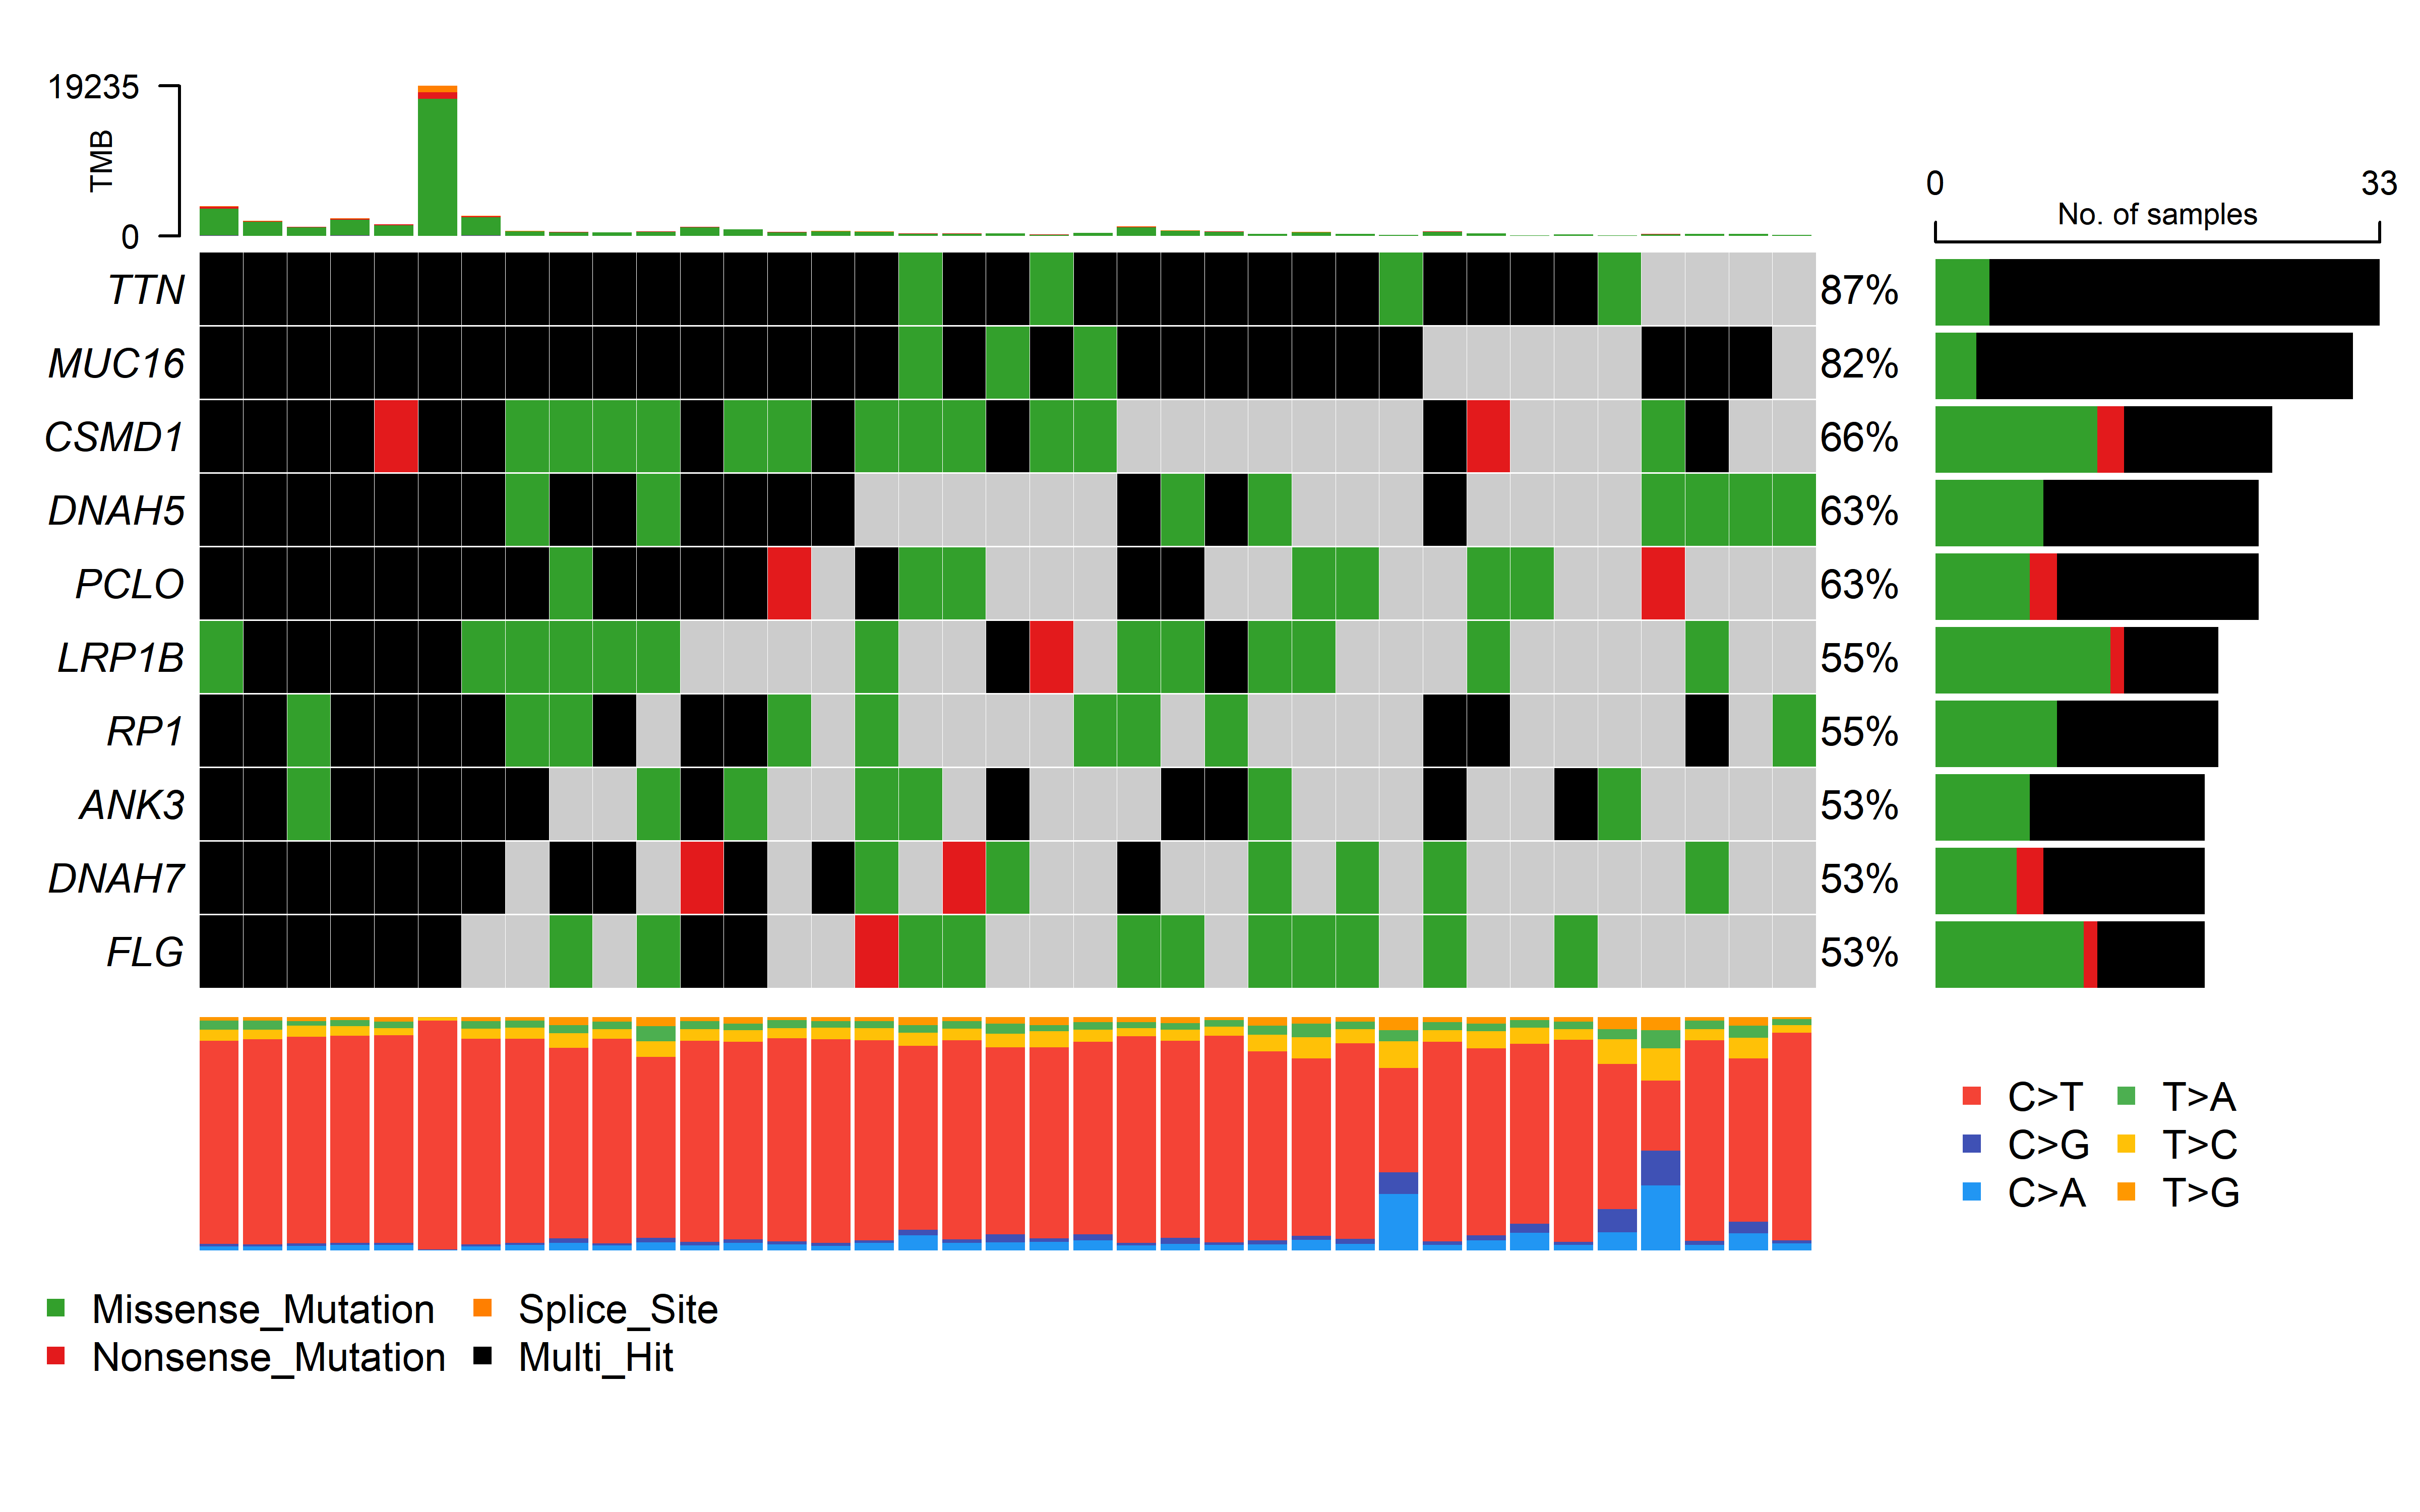 19235
TMB
0
0 33
No. of samples
TTN 87%
MUC16 82%
CSMD1 66%
DNAH5 63%
PCLO 63%
LRP1B 55%
RP1 55%
ANK3 53%
DNAH7 53%
FLG 53%
C>T T>A
C>G T>C
C>A T>G
Missense_Mutation Splice_Site
Nonsense_Mutation Multi_Hit